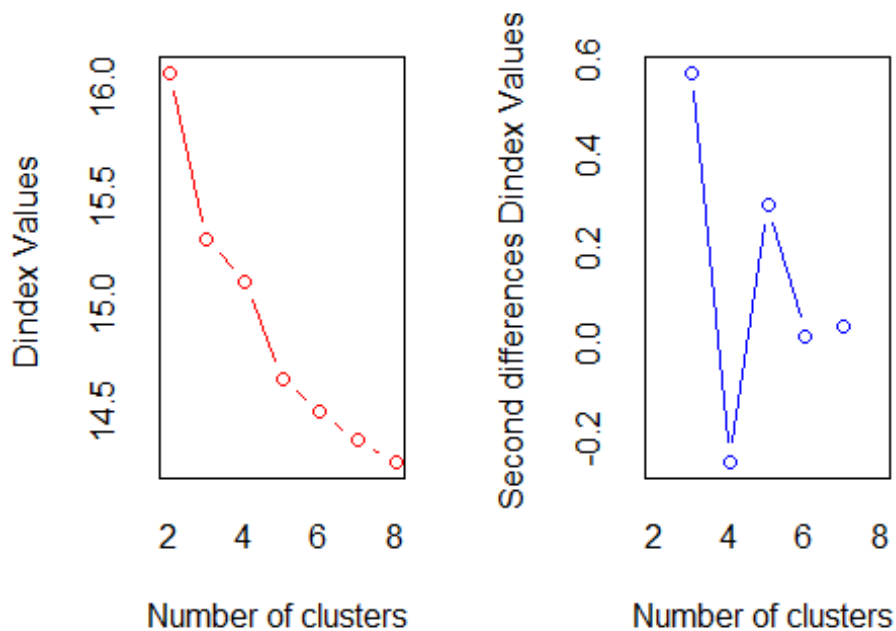 Dindex Values
16.0
15.5
15.0
14.5
2 4 6 8
Number of clusters
Second differences Dindex Values
0.6
0.4
0.2
0.0
-0.2
2 4 6 8
Number of clusters